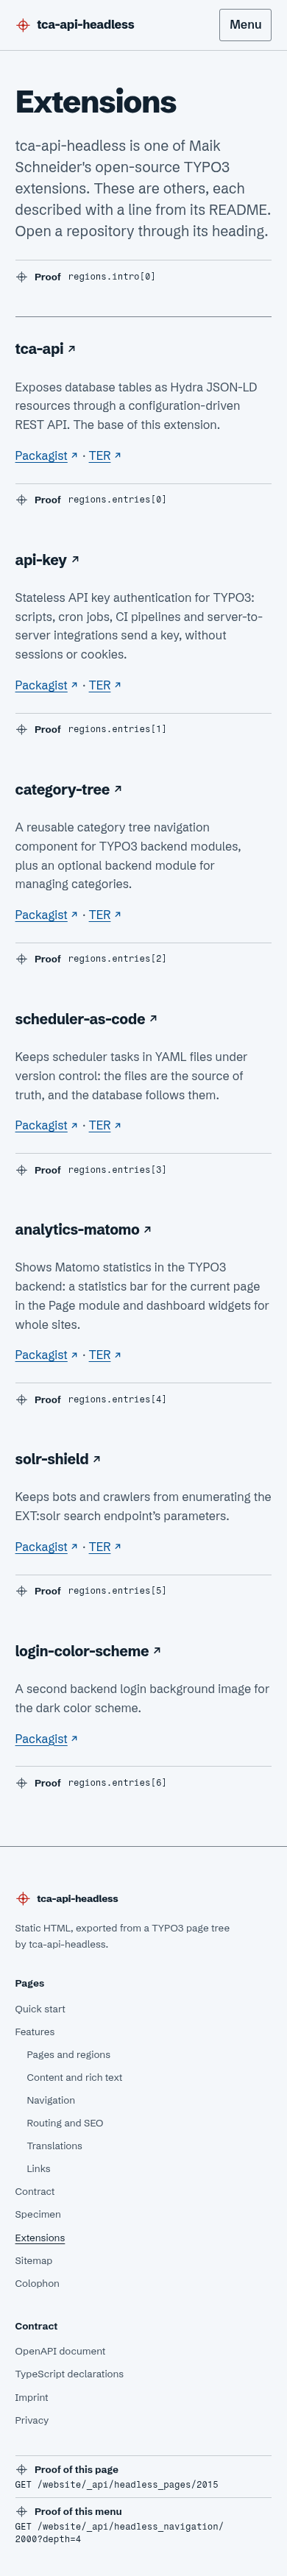 tca-api-headless
Menu
Extensions
tca-api-headless is one of Maik
Schneider's open-source TYPO3
extensions. These are others, each
described with a line from its README.
Open a repository through its heading.
Proof regions.intro[0]
tca-api ↗
Exposes database tables as Hydra JSON-LD
resources through a configuration-driven
REST API. The base of this extension.
Packagist ↗ · TER ↗
Proof regions.entries[0]
api-key ↗
Stateless API key authentication for TYPO3:
scripts, cron jobs, CI pipelines and server-to-
server integrations send a key, without
sessions or cookies.
Packagist ↗ · TER ↗
Proof regions.entries[1]
category-tree ↗
A reusable category tree navigation
component for TYPO3 backend modules,
plus an optional backend module for
managing categories.
Packagist ↗ · TER ↗
Proof regions.entries[2]
scheduler-as-code ↗
Keeps scheduler tasks in YAML files under
version control: the files are the source of
truth, and the database follows them.
Packagist ↗ · TER ↗
Proof regions.entries[3]
analytics-matomo ↗
Shows Matomo statistics in the TYPO3
backend: a statistics bar for the current page
in the Page module and dashboard widgets for
whole sites.
Packagist ↗ · TER ↗
Proof regions.entries[4]
solr-shield ↗
Keeps bots and crawlers from enumerating the
EXT:solr search endpoint's parameters.
Packagist ↗ · TER ↗
Proof regions.entries[5]
login-color-scheme ↗
A second backend login background image for
the dark color scheme.
Packagist ↗
Proof regions.entries[6]
tca-api-headless
Static HTML, exported from a TYPO3 page tree
by tca-api-headless.
Pages
Quick start
Features
Pages and regions
Content and rich text
Navigation
Routing and SEO
Translations
Links
Contract
Specimen
Extensions
Sitemap
Colophon
Contract
OpenAPI document
TypeScript declarations
Imprint
Privacy
Proof of this page
GET /website/_api/headless_pages/2015
Proof of this menu
GET /website/_api/headless_navigation/
2000?depth=4